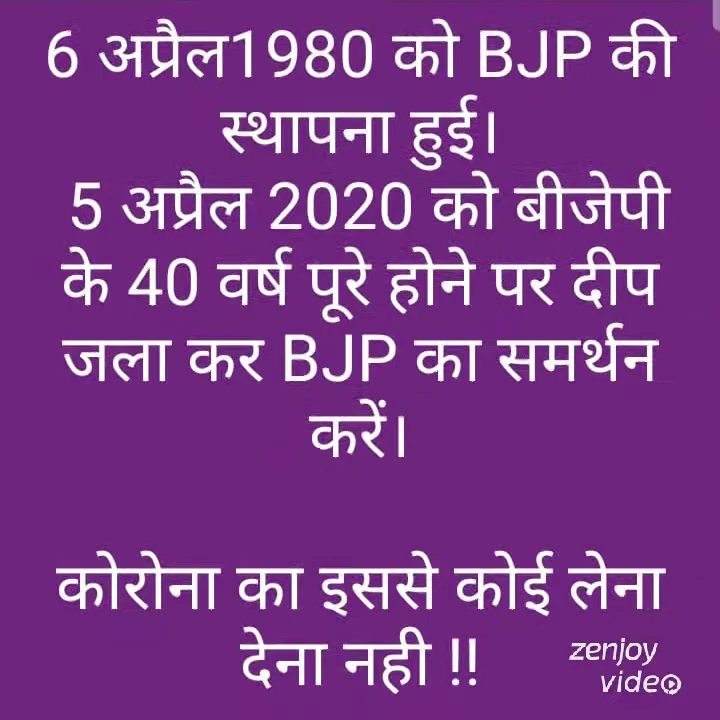 6 अप्रैल1980 को BJP की
स्थापना हुई।
5 अप्रैल 2020 को बीजेपी
के 40 वर्ष पूरे होने पर दीप
जला कर BJP का समर्थन
करें।
कोरोना का इससे कोई लेना
देना नही !!
zenjoy
video